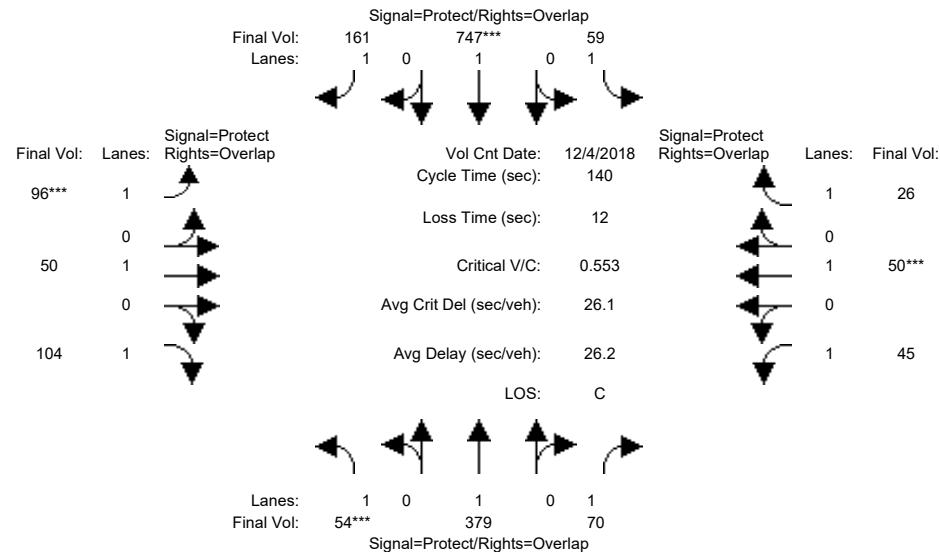 Signal=Protect/Rights=Overlap
Final Vol: 161 747*** 59
Lanes: 1 0 1 0 1
Signal=Protect Signal=Protect
Final Vol: Lanes: Rights=Overlap Vol Cnt Date: 12/4/2018 Rights=Overlap Lanes: Final Vol:
Cycle Time (sec): 140
96*** 1 1 26
Loss Time (sec): 12
0 0
50 1 Critical V/C: 0.553 1 50***
0 Avg Crit Del (sec/veh): 26.1 0
104 1 Avg Delay (sec/veh): 26.2 1 45
LOS: C
Lanes: 1 0 1 0 1
Final Vol: 54*** 379 70
Signal=Protect/Rights=Overlap